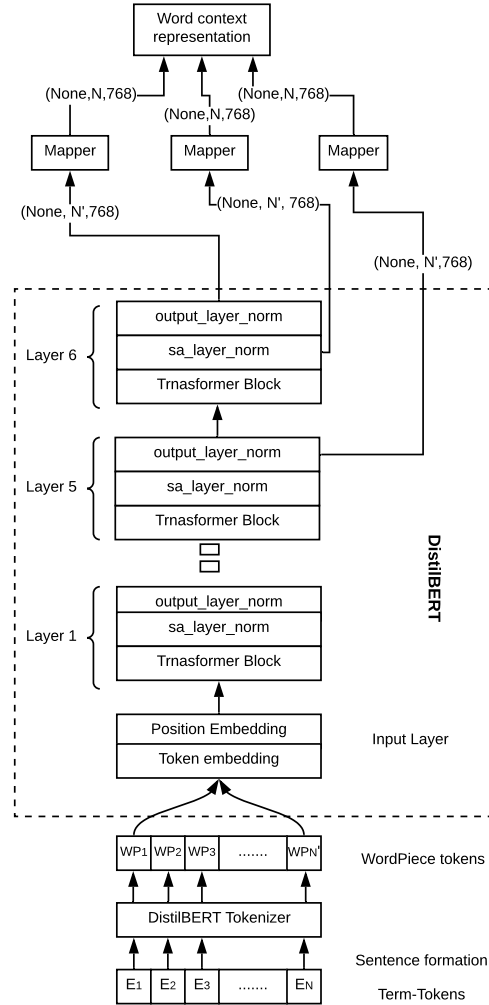 Word context
representation
(None,N,768)
(None,N,768)
(None,N,768)
Mapper
Mapper
Mapper
(None, N',768)
(None, N', 768)
(None, N',768)
Layer 6
output_layer_norm
sa_layer_norm
Trnasformer Block
Layer 5
output_layer_norm
sa_layer_norm
Trnasformer Block
DistilBERT
Layer 1
output_layer_norm
sa_layer_norm
Trnasformer Block
Position Embedding
Token embedding
Input Layer
WP1 WP2 WP3 ....... WPN'
WordPiece tokens
DistilBERT Tokenizer
Sentence formation
E1 E2 E3 ....... EN
Term-Tokens